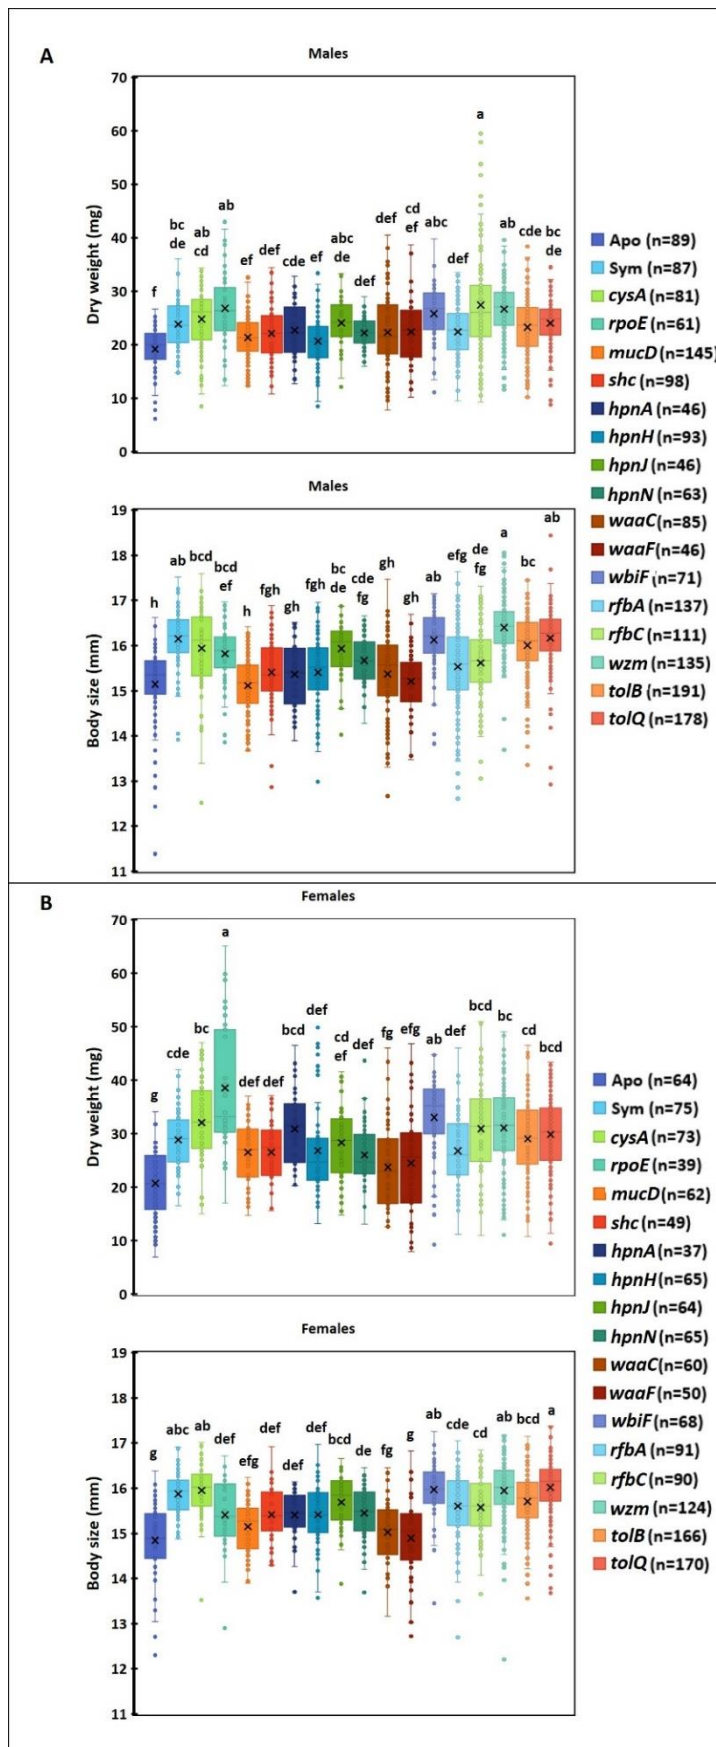 A
Males
70
60
50
40
30
20
10
0
Dry weight (mg)
f
bc
de
ab
cd
ab
ef
def
cde
ef
abc
de
def
def
cd
ef
abc
def
a
ab
cde
bc
de
Males
19
18
17
16
15
14
13
12
11
Body size (mm)
h
ab
bcd
bcd
ef
h
fgh
gh
fgh
bc
de
cde
fg
gh
gh
ab
efg
de
fg
a
bc
ab
Apo (n=89)
Sym (n=87)
cysA (n=81)
rpoE (n=61)
mucD (n=145)
shc (n=98)
hpnA (n=46)
hpnH (n=93)
hpnJ (n=46)
hpnN (n=63)
waaC (n=85)
waaF (n=46)
wbiF (n=71)
rfbA (n=137)
rfbC (n=111)
wzm (n=135)
tolB (n=191)
tolQ (n=178)
B
Females
70
60
50
40
30
20
10
0
Dry weight (mg)
g
cde
bc
a
def
def
bcd
def
cd
ef
def
fg
efg
ab
def
bcd
bc
cd
bcd
Females
19
18
17
16
15
14
13
12
11
Body size (mm)
g
abc
ab
def
efg
def
def
def
bcd
de
fg
g
ab
cde
cd
ab
bcd
a
Apo (n=64)
Sym (n=75)
cysA (n=73)
rpoE (n=39)
mucD (n=62)
shc (n=49)
hpnA (n=37)
hpnH (n=65)
hpnJ (n=64)
hpnN (n=65)
waaC (n=60)
waaF (n=50)
wbiF (n=68)
rfbA (n=91)
rfbC (n=90)
wzm (n=124)
tolB (n=166)
tolQ (n=170)